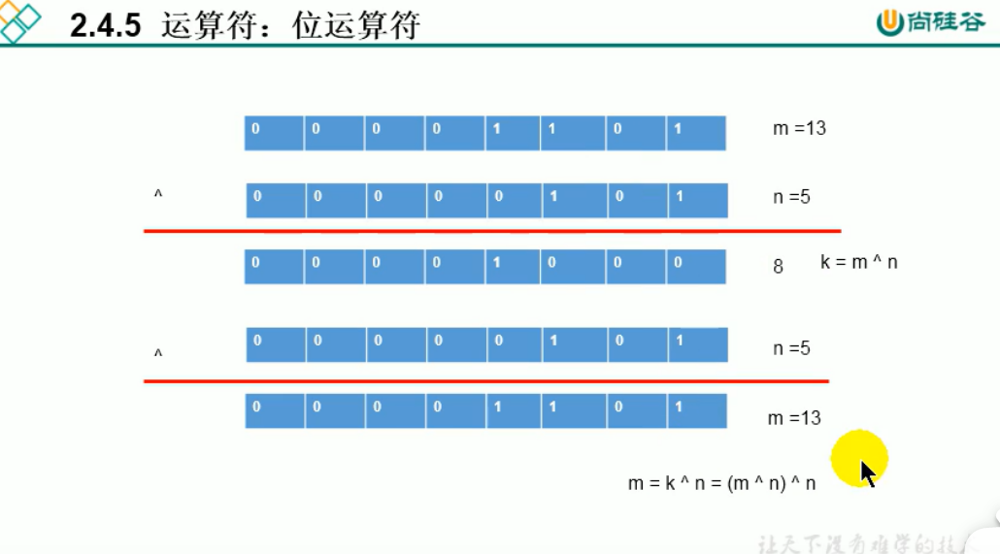 2.4.5 运算符：位运算符
尚硅谷
0 0 0 0 1 1 0 1 m =13
^ 0 0 0 0 0 1 0 1 n =5
0 0 0 0 1 0 0 0 8 k = m ^ n
^ 0 0 0 0 0 1 0 1 n =5
0 0 0 0 1 1 0 1 m =13
m = k ^ n = (m ^ n) ^ n
让天下没有难学的技